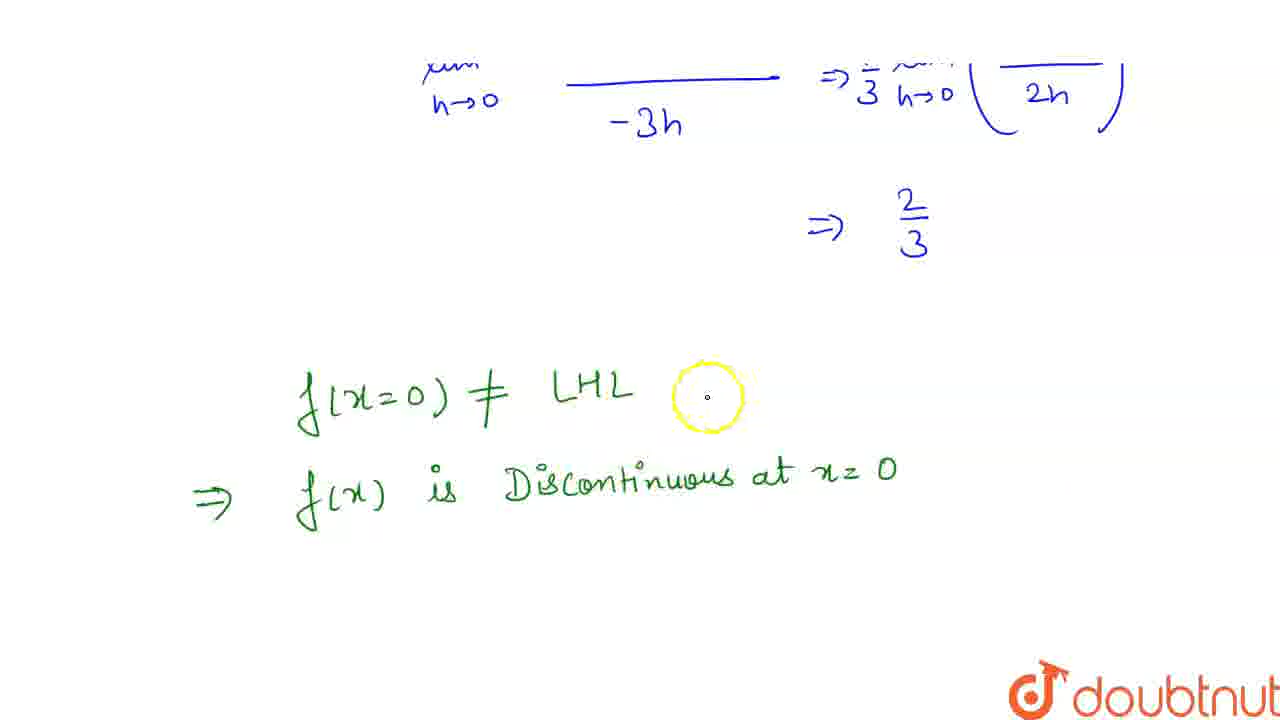 h→0 -3h ⇒ 3 h→0 ( 2h )
⇒ 2/3
f(x=0) ≠ LHL
⇒ f(x) is Discontinuous at x=0
doubtnut